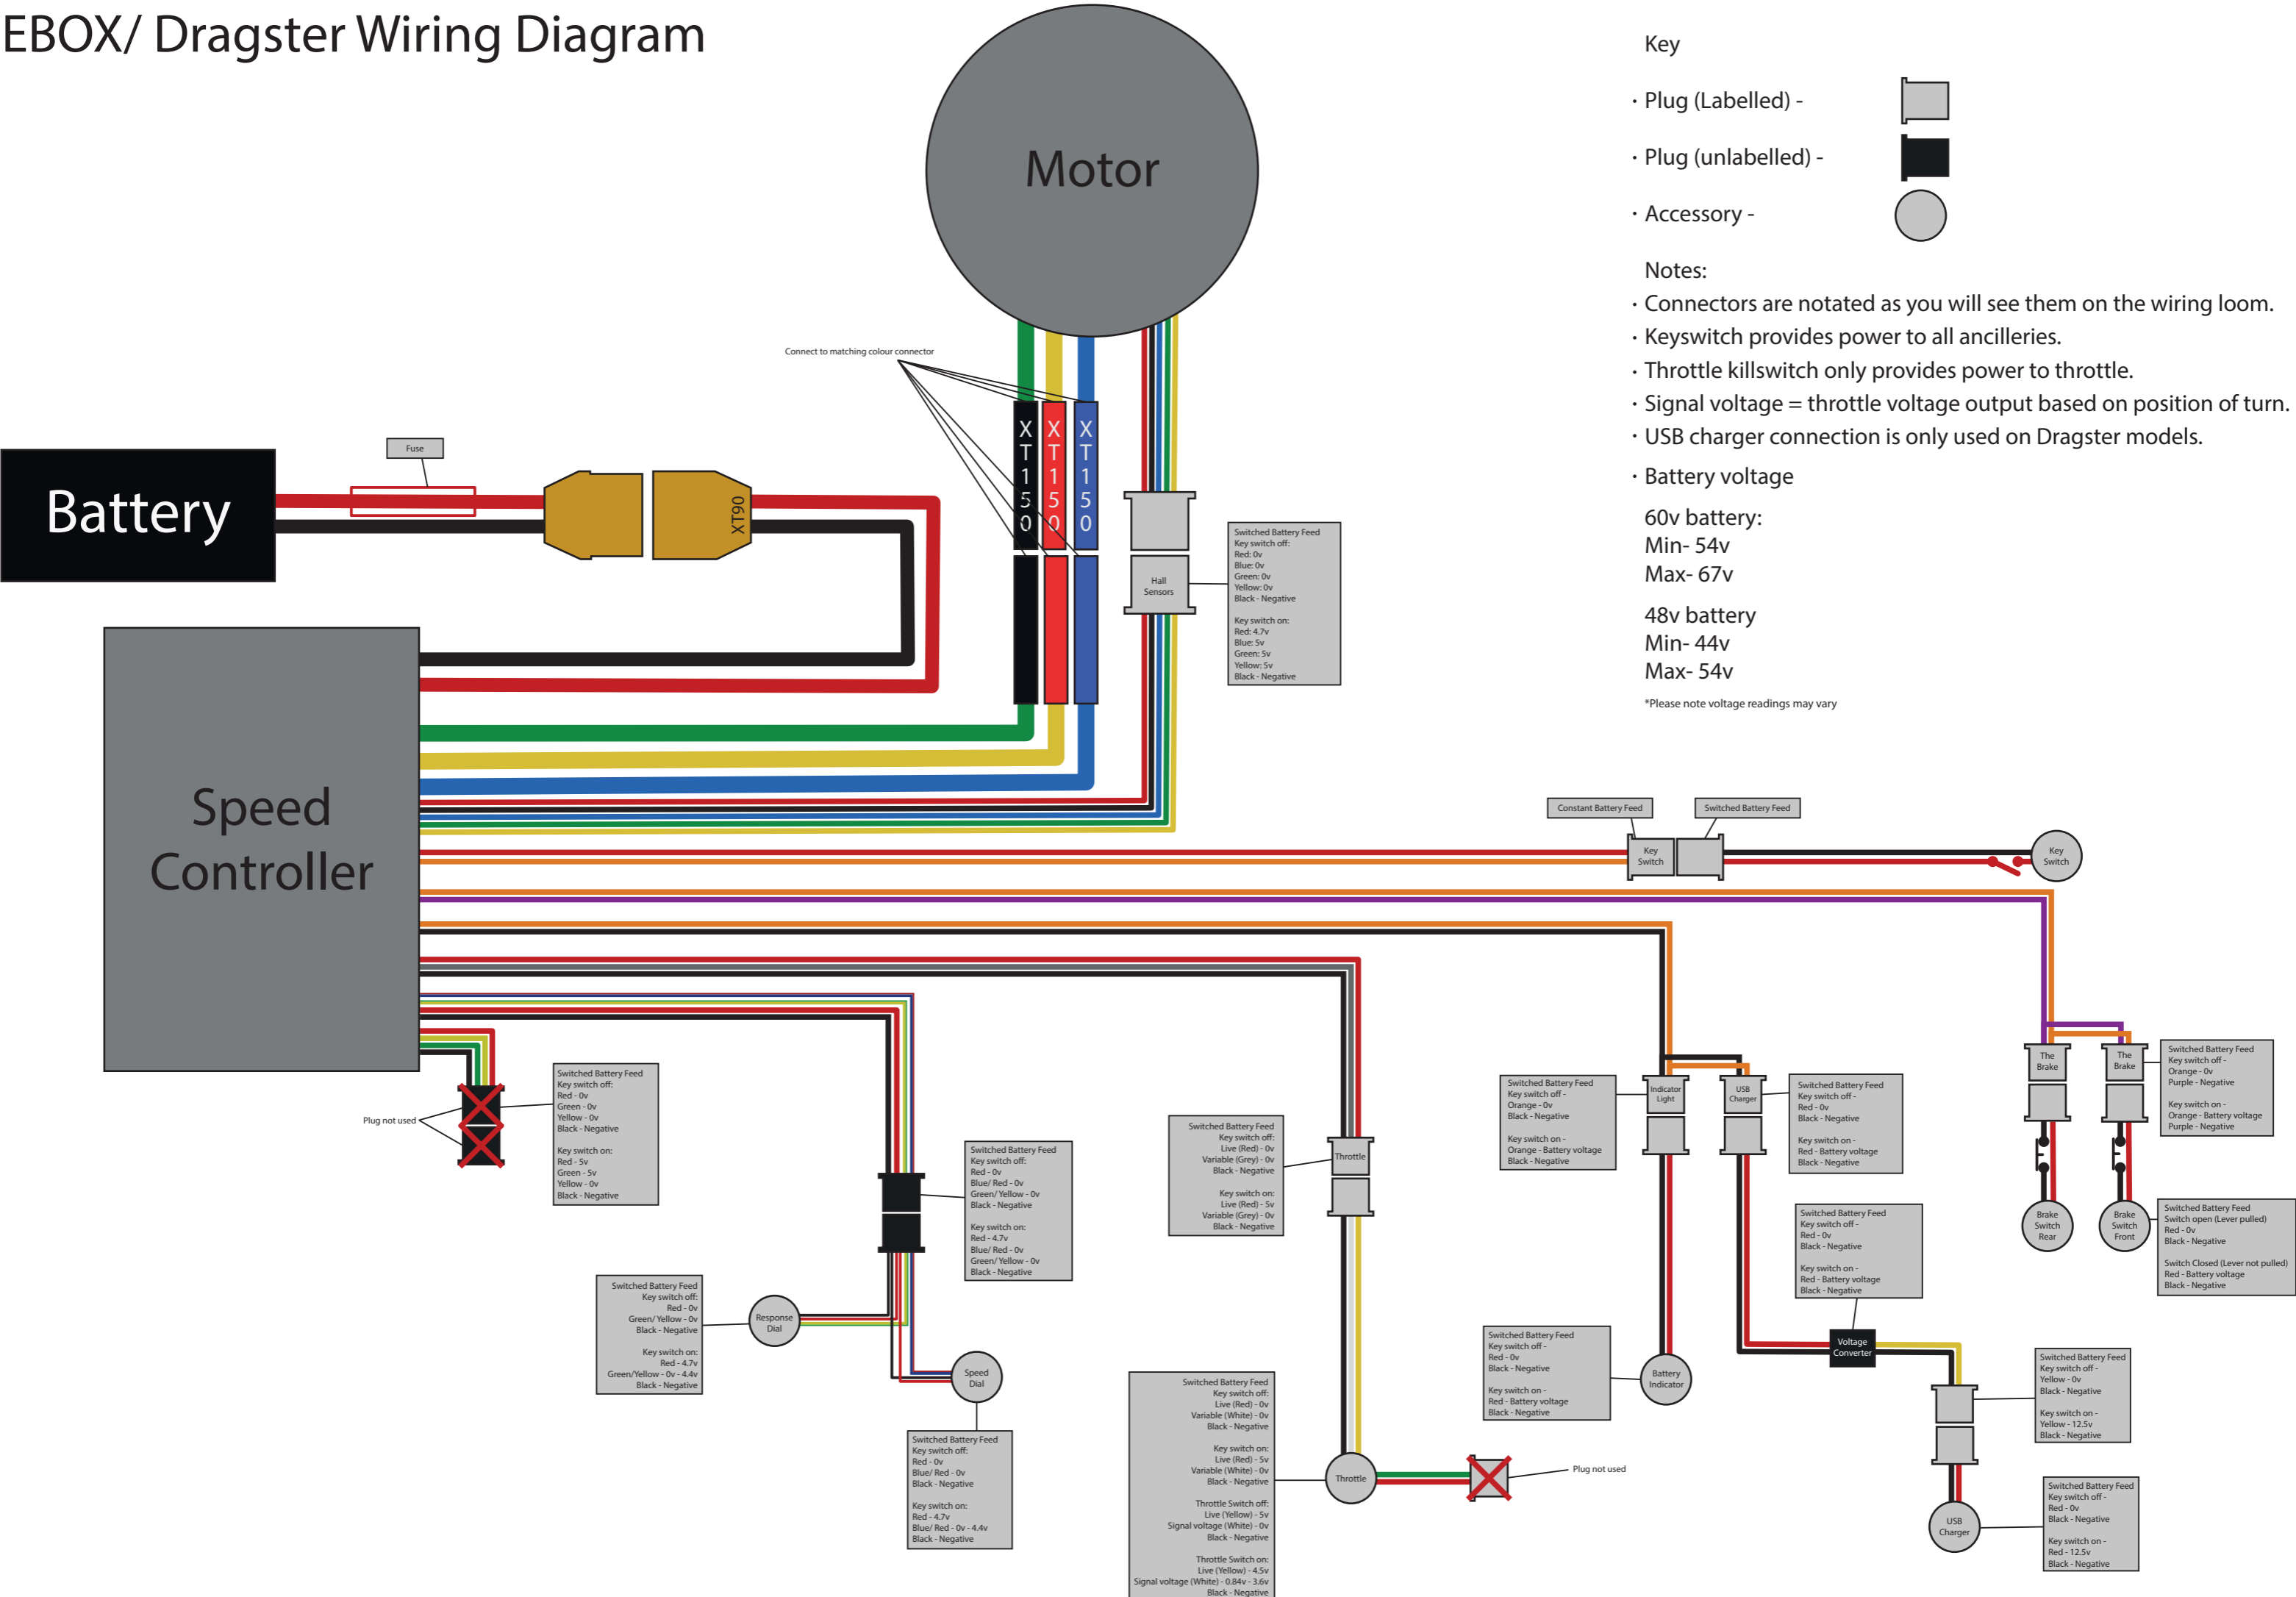 EBOX/ Dragster Wiring Diagram
Motor
Key
· Plug (Labelled) -
· Plug (unlabelled) -
· Accessory -
Notes:
· Connectors are notated as you will see them on the wiring loom.
· Keyswitch provides power to all ancilleries.
· Throttle killswitch only provides power to throttle.
· Signal voltage = throttle voltage output based on position of turn.
· USB charger connection is only used on Dragster models.
· Battery voltage
60v battery:
Min- 54v
Max- 67v
48v battery
Min- 44v
Max- 54v
*Please note voltage readings may vary
Connect to matching colour connector
XT150
XT150
XT150
Fuse
Battery
XT90
Hall
Sensors
Switched Battery Feed
Key switch off:
Red: 0v
Blue: 0v
Green: 0v
Yellow: 0v
Black - Negative
Key switch on:
Red: 4.7v
Blue: 5v
Green: 5v
Yellow: 5v
Black - Negative
Speed
Controller
Constant Battery Feed
Switched Battery Feed
Key
Switch
Key
Switch
Plug not used
Switched Battery Feed
Key switch off:
Red - 0v
Green - 0v
Yellow - 0v
Black - Negative
Key switch on:
Red - 5v
Green - 5v
Yellow - 0v
Black - Negative
Switched Battery Feed
Key switch off:
Red - 0v
Blue/ Red - 0v
Green/ Yellow - 0v
Black - Negative
Key switch on:
Red - 4.7v
Blue/ Red - 0v
Green/ Yellow - 0v
Black - Negative
Switched Battery Feed
Key switch off:
Red - 0v
Green/ Yellow - 0v
Black - Negative
Key switch on:
Red - 4.7v
Green/Yellow - 0v - 4.4v
Black - Negative
Response
Dial
Speed
Dial
Switched Battery Feed
Key switch off:
Red - 0v
Blue/ Red - 0v
Black - Negative
Key switch on:
Red - 4.7v
Blue/ Red - 0v - 4.4v
Black - Negative
Switched Battery Feed
Key switch off:
Live (Red) - 0v
Variable (Grey) - 0v
Black - Negative
Key switch on:
Live (Red) - 5v
Variable (Grey) - 0v
Black - Negative
Throttle
Switched Battery Feed
Key switch off:
Live (Red) - 0v
Variable (White) - 0v
Black - Negative
Key switch on:
Live (Red) - 5v
Variable (White) - 0v
Black - Negative
Throttle Switch off:
Live (Yellow) - 5v
Signal voltage (White) - 0v
Black - Negative
Throttle Switch on:
Live (Yellow) - 4.5v
Signal voltage (White) - 0.84v - 3.6v
Black - Negative
Throttle
Plug not used
Switched Battery Feed
Key switch off -
Orange - 0v
Black - Negative
Key switch on -
Orange - Battery voltage
Black - Negative
Indicator
Light
USB
Charger
Switched Battery Feed
Key switch off -
Red - 0v
Black - Negative
Key switch on -
Red - Battery voltage
Black - Negative
Switched Battery Feed
Key switch off -
Red - 0v
Black - Negative
Key switch on -
Red - Battery voltage
Black - Negative
Battery
Indicator
Switched Battery Feed
Key switch off -
Red - 0v
Black - Negative
Key switch on -
Red - Battery voltage
Black - Negative
Voltage
Converter
Switched Battery Feed
Key switch off -
Yellow - 0v
Black - Negative
Key switch on -
Yellow - 12.5v
Black - Negative
Switched Battery Feed
Key switch off -
Red - 0v
Black - Negative
Key switch on -
Red - 12.5v
Black - Negative
USB
Charger
The
Brake
The
Brake
Switched Battery Feed
Key switch off -
Orange - 0v
Purple - Negative
Key switch on -
Orange - Battery voltage
Purple - Negative
Brake
Switch
Rear
Brake
Switch
Front
Switched Battery Feed
Switch open (Lever pulled)
Red - 0v
Black - Negative
Switch Closed (Lever not pulled)
Red - Battery voltage
Black - Negative